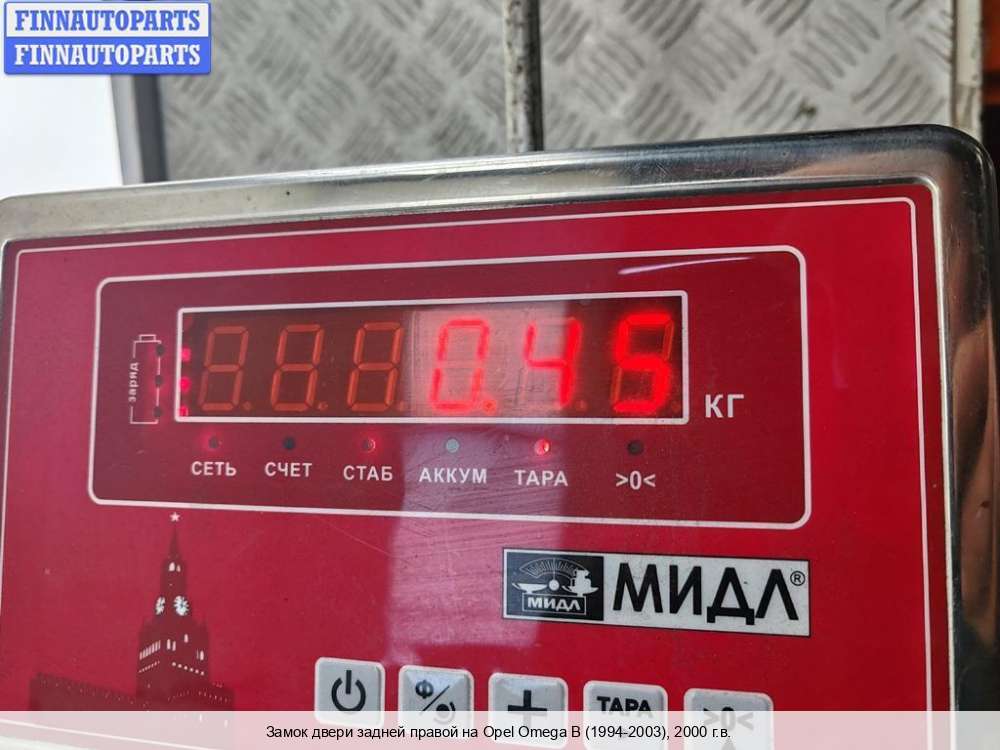 FINNAUTOPARTS
FINNAUTOPARTS
заряд
0.45
КГ
СЕТЬ СЧЕТ СТАБ АККУМ ТАРА >0<
МИДЛ МИДЛ®
Ф
ТАРА >0<
Замок двери задней правой на Opel Omega B (1994-2003), 2000 г.в.